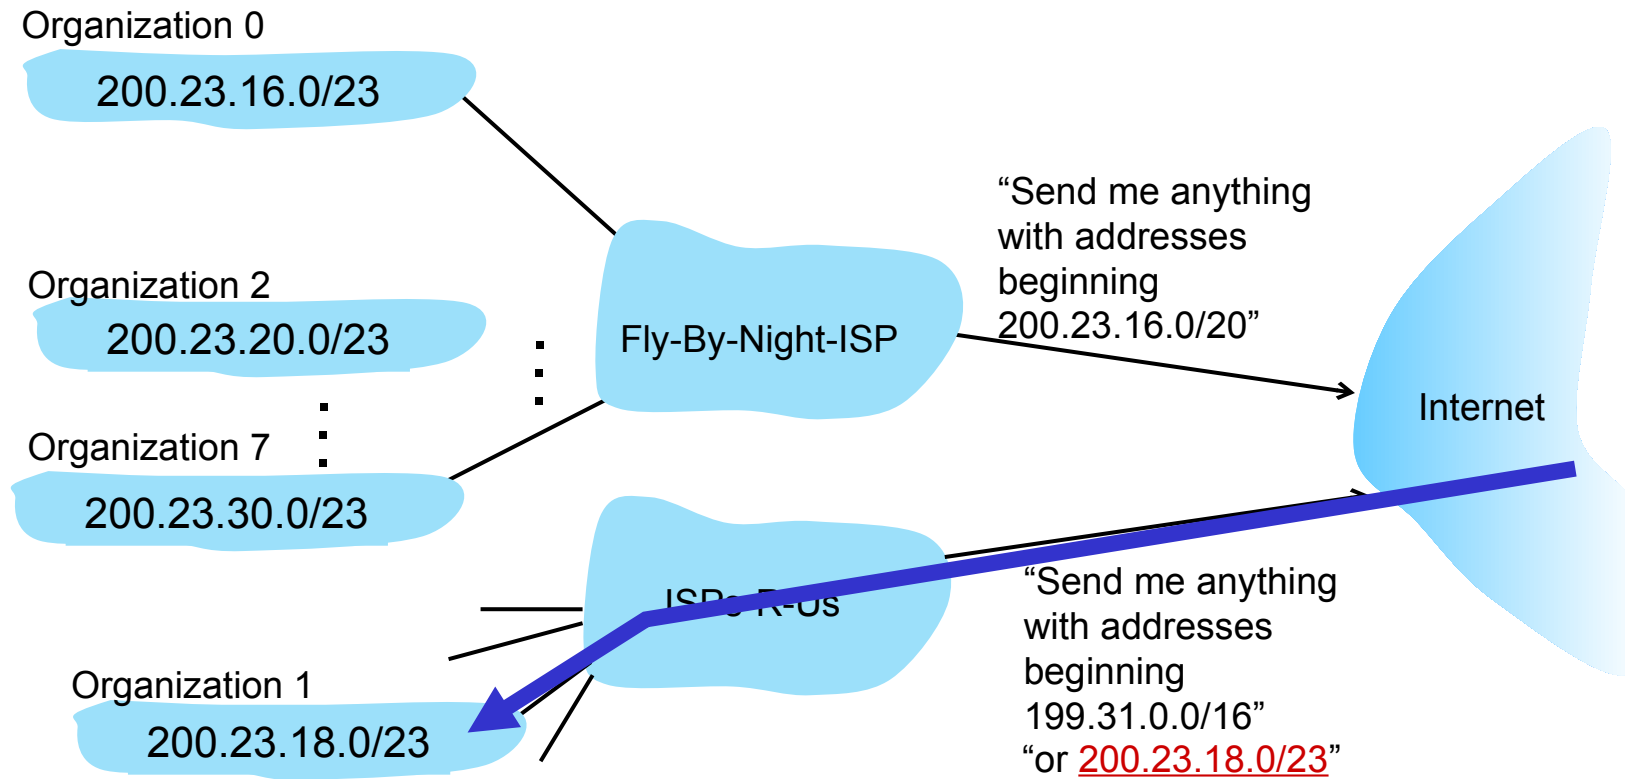 Organization 0
200.23.16.0/23
Organization 2
200.23.20.0/23
Organization 7
200.23.30.0/23
Organization 1
200.23.18.0/23
Fly-By-Night-ISP
ISPs-R-Us
“Send me anything
with addresses
beginning
200.23.16.0/20”
Internet
“Send me anything
with addresses
beginning
199.31.0.0/16”
“or 200.23.18.0/23”